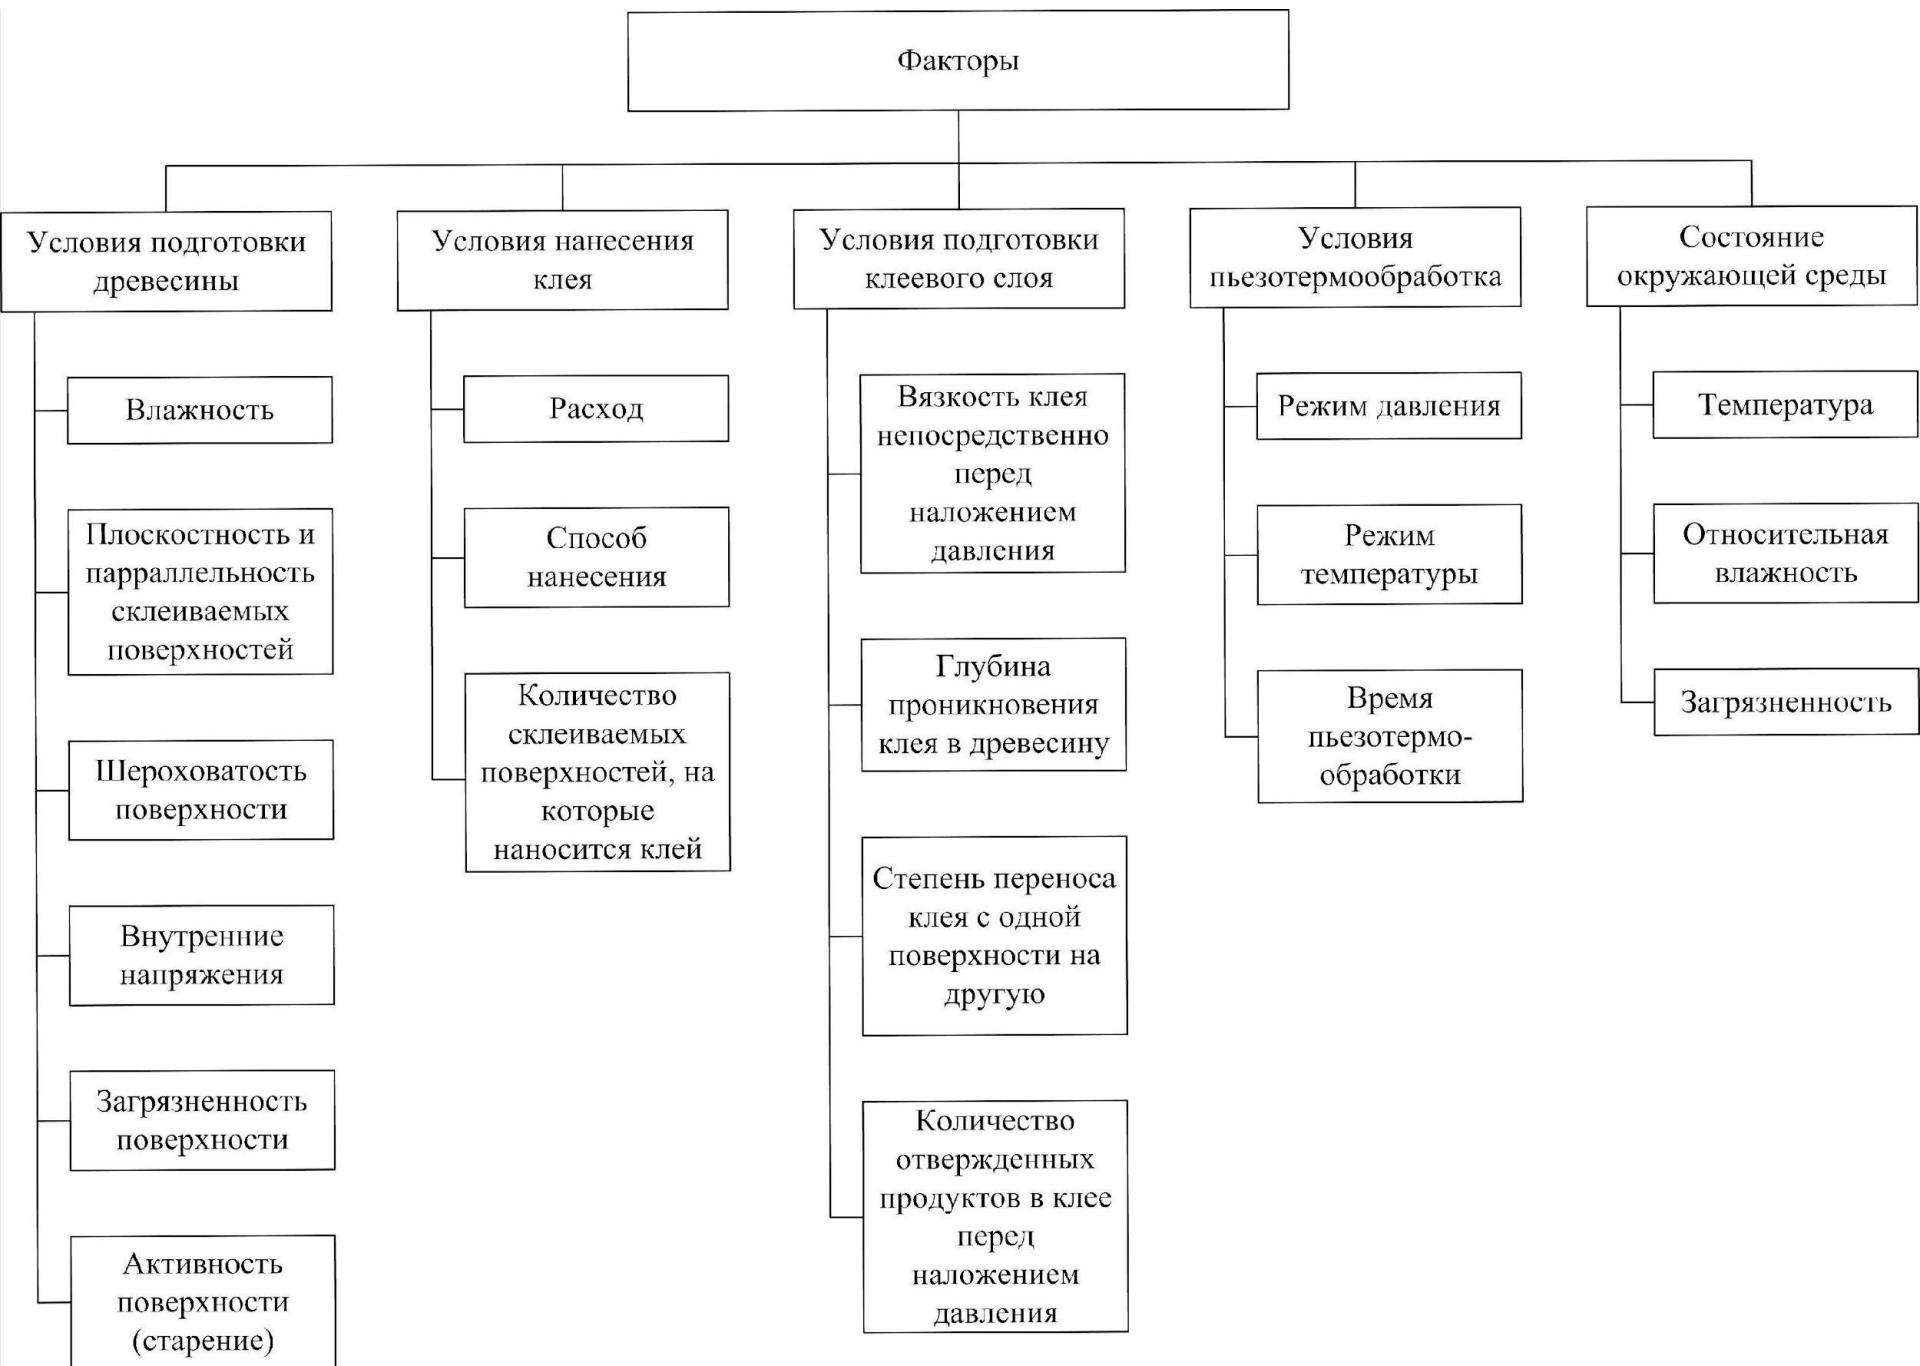 Факторы
Условия подготовки
древесины
Влажность
Плоскостность и
парраллельность
склеиваемых
поверхностей
Шероховатость
поверхности
Внутренние
напряжения
Загрязненность
поверхности
Активность
поверхности
(старение)
Условия нанесения
клея
Расход
Способ
нанесения
Количество
склеиваемых
поверхностей, на
которые
наносится клей
Условия подготовки
клеевого слоя
Вязкость клея
непосредственно
перед
наложением
давления
Глубина
проникновения
клея в древесину
Степень переноса
клея с одной
поверхности на
другую
Количество
отвержденных
продуктов в клее
перед
наложением
давления
Условия
пьезотермообработка
Режим давления
Режим
температуры
Время
пьезотермо-
обработки
Состояние
окружающей среды
Температура
Относительная
влажность
Загрязненность